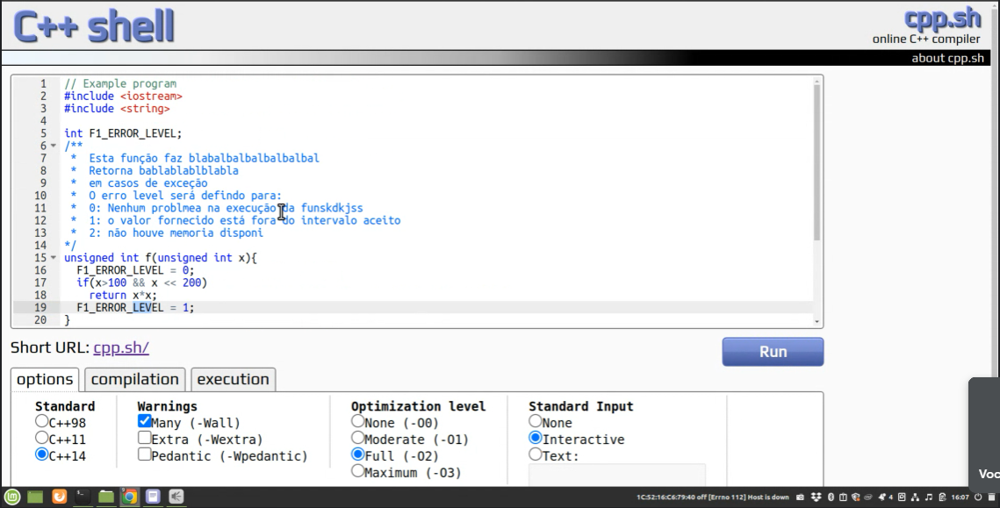 C++ shell
cpp.sh
online C++ compiler
about cpp.sh
1 // Example program
2 #include <iostream>
3 #include <string>
4
5 int F1_ERROR_LEVEL;
6 /**
7 * Esta função faz blabalbalbalbalbalbal
8 * Retorna bablablablblabla
9 * em casos de exceção
10 * O erro level será defindo para:
11 * 0: Nenhum problmea na execução da funskdkjss
12 * 1: o valor fornecido está fora do intervalo aceito
13 * 2: não houve memoria disponi
14 */
15 unsigned int f(unsigned int x){
16 F1_ERROR_LEVEL = 0;
17 if(x>100 && x << 200)
18 return x*x;
19 F1_ERROR_LEVEL = 1;
20 }
Short URL: cpp.sh/
Run
options compilation execution
Standard Warnings Optimization level Standard Input
C++98 Many (-Wall) None (-O0) None
C++11 Extra (-Wextra) Moderate (-O1) Interactive
C++14 Pedantic (-Wpedantic) Full (-O2) Text:
Maximum (-O3)
Voc
1C:52:16:C6:79:40 off [Errno 112] Host is down 4 16:07